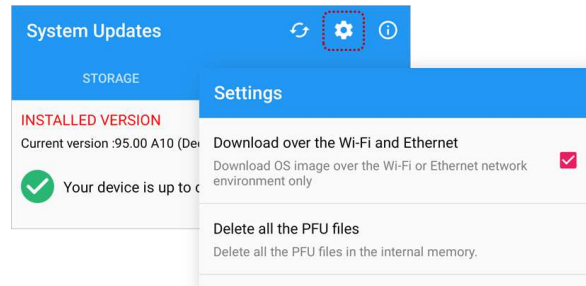 System Updates
STORAGE
INSTALLED VERSION
Current version :95.00 A10 (De
Your device is up to
Settings
Download over the Wi-Fi and Ethernet
Download OS image over the Wi-Fi or Ethernet network
environment only
Delete all the PFU files
Delete all the PFU files in the internal memory.